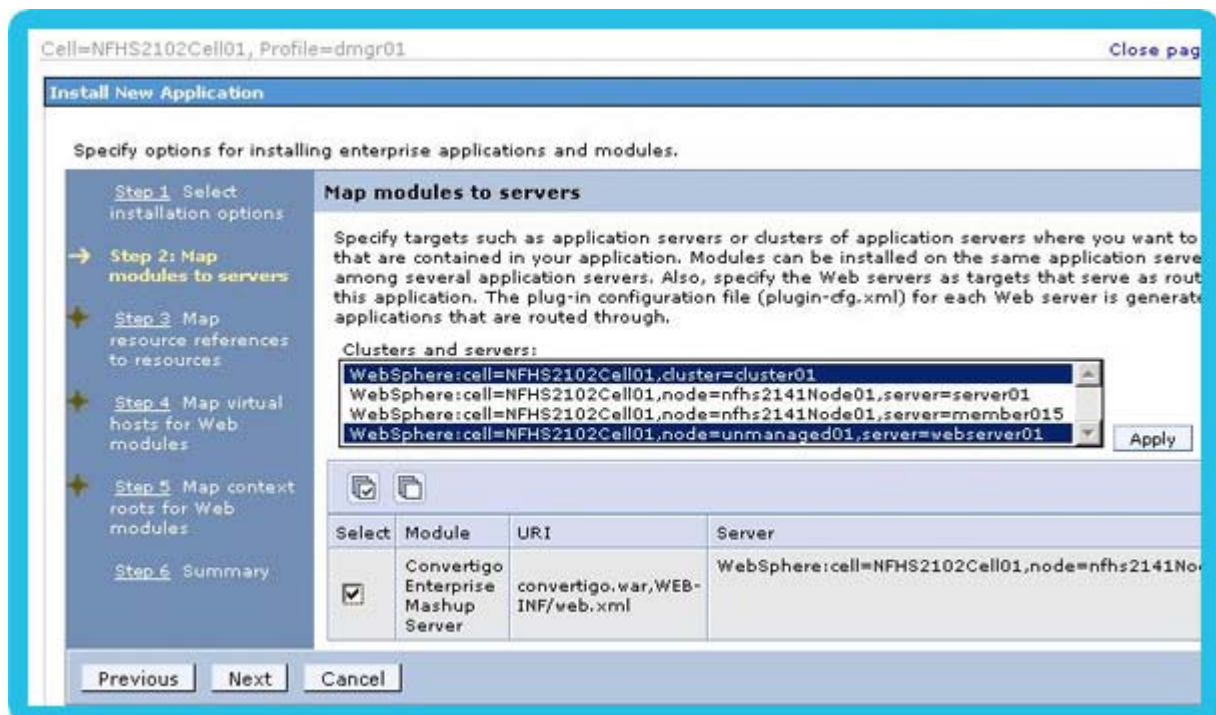 Cell=NFHS2102Cell01, Profile=dmgr01
Close pag
Install New Application
Specify options for installing enterprise applications and modules.
Step 1 Select
installation options
Step 2: Map
modules to servers
Step 3 Map
resource references
to resources
Step 4 Map virtual
hosts for Web
modules
Step 5 Map context
roots for Web
modules
Step 6 Summary
Map modules to servers
Specify targets such as application servers or clusters of application servers where you want to
that are contained in your application. Modules can be installed on the same application serve
among several application servers. Also, specify the Web servers as targets that serve as rout
this application. The plug-in configuration file (plugin-cfg.xml) for each Web server is generate
applications that are routed through.
Clusters and servers:
WebSphere:cell=NFHS2102Cell01,cluster=cluster01
WebSphere:cell=NFHS2102Cell01,node=nfhs2141Node01,server=server01
WebSphere:cell=NFHS2102Cell01,node=nfhs2141Node01,server=member015
WebSphere:cell=NFHS2102Cell01,node=unmanaged01,server=webserver01
Apply
Select Module URI Server
Convertigo
Enterprise
Mashup
Server
convertigo.war,WEB-
INF/web.xml
WebSphere:cell=NFHS2102Cell01,node=nfhs2141No
Previous Next Cancel